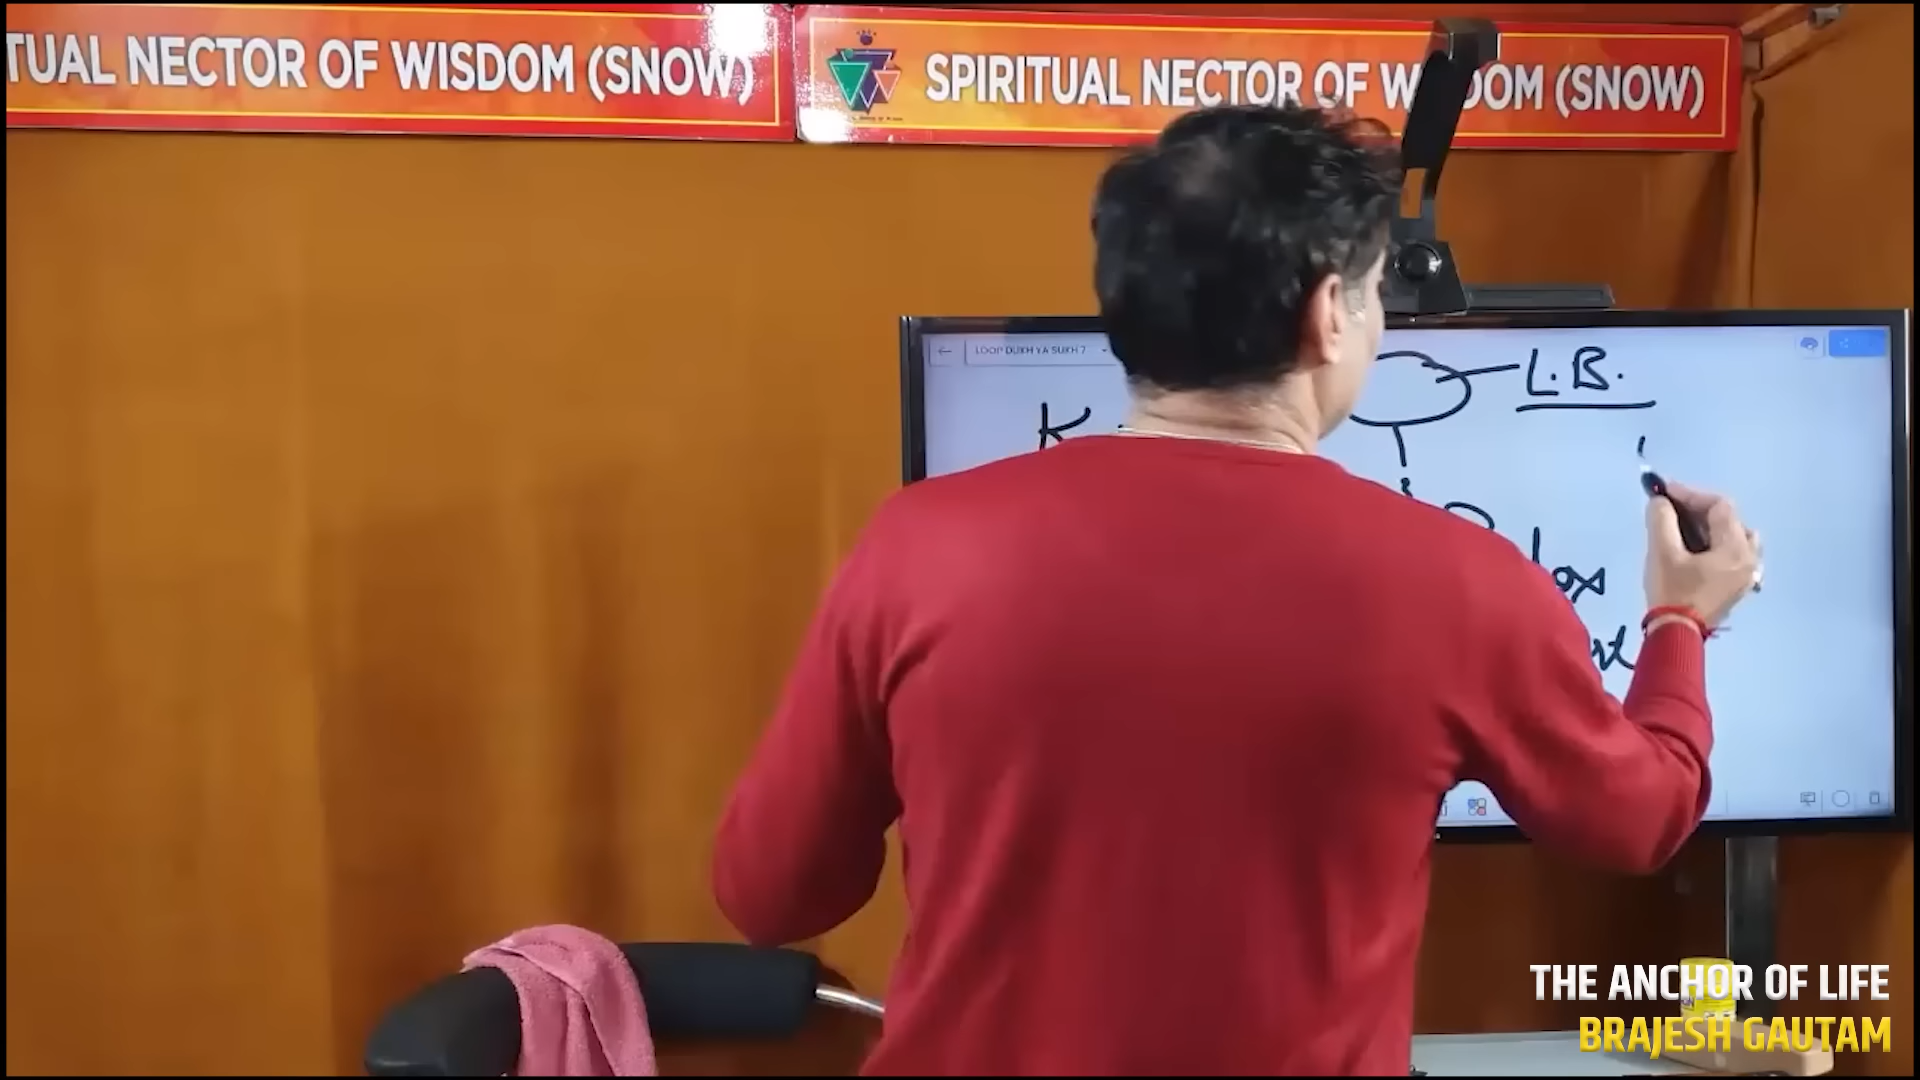 TUAL NECTOR OF WISDOM (SNOW)
SPIRITUAL NECTOR OF W DOM (SNOW)
LOOP DUKH YA SUKH ?
L.B.
K
THE ANCHOR OF LIFE
BRAJESH GAUTAM